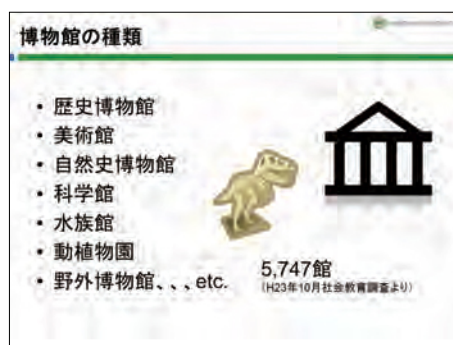 博物館の種類
• 歴史博物館
• 美術館
• 自然史博物館
• 科学館
• 水族館
• 動植物園
• 野外博物館、、、etc.
5,747館
(H23年10月社会教育調査より)